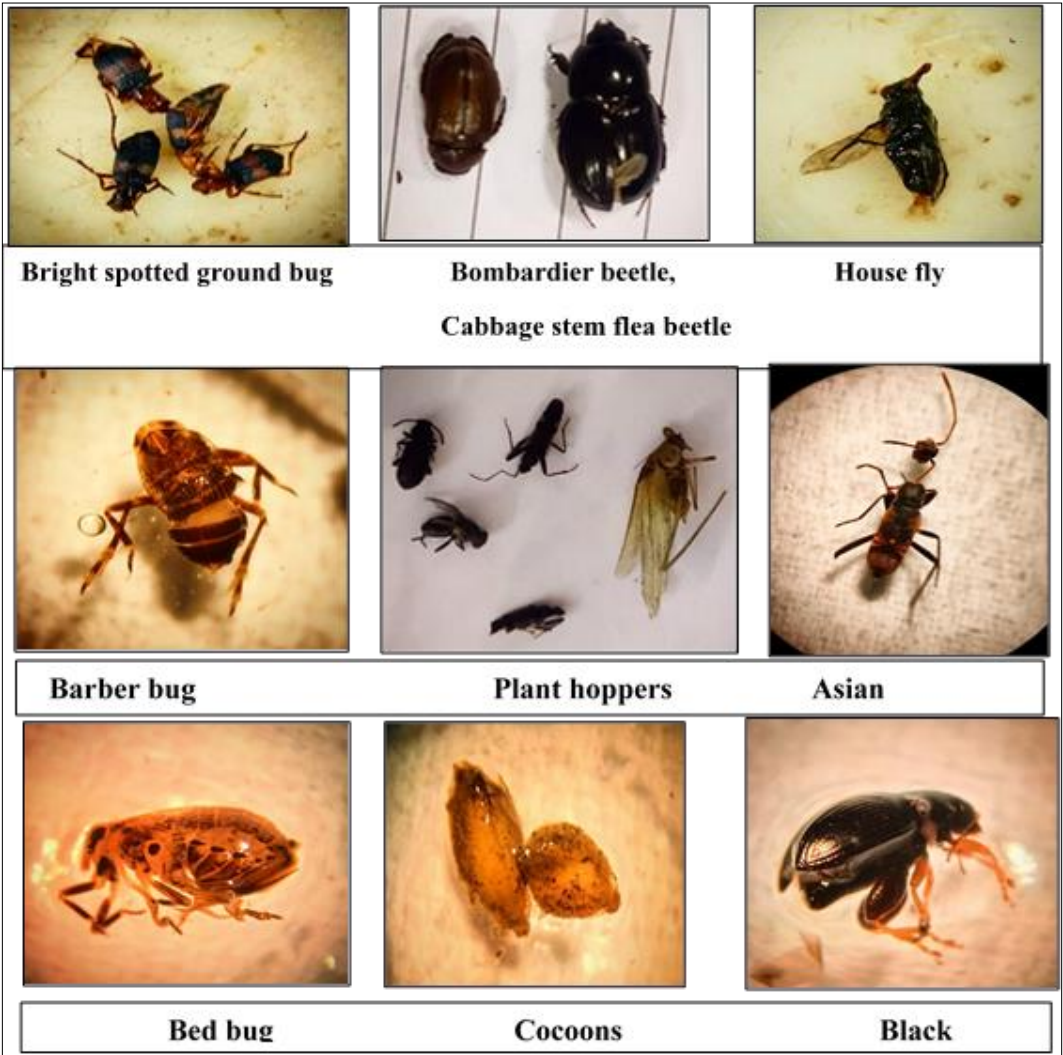 Bright spotted ground bug Bombardier beetle, House fly
Cabbage stem flea beetle
Barber bug Plant hoppers Asian
Bed bug Cocoons Black